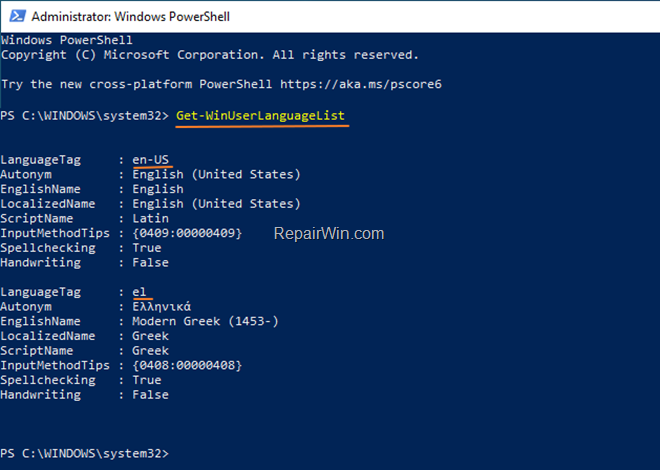 Administrator: Windows PowerShell
Windows PowerShell
Copyright (C) Microsoft Corporation. All rights reserved.
Try the new cross-platform PowerShell https://aka.ms/pscore6
PS C:\WINDOWS\system32> Get-WinUserLanguageList
LanguageTag : en-US
Autonym : English (United States)
EnglishName : English
LocalizedName : English (United States)
ScriptName : Latin
InputMethodTips : {0409:00000409}
Spellchecking : True
Handwriting : False
RepairWin.com
LanguageTag : el
Autonym : Ελληνικά
EnglishName : Modern Greek (1453-)
LocalizedName : Greek
ScriptName : Greek
InputMethodTips : {0408:00000408}
Spellchecking : True
Handwriting : False
PS C:\WINDOWS\system32>